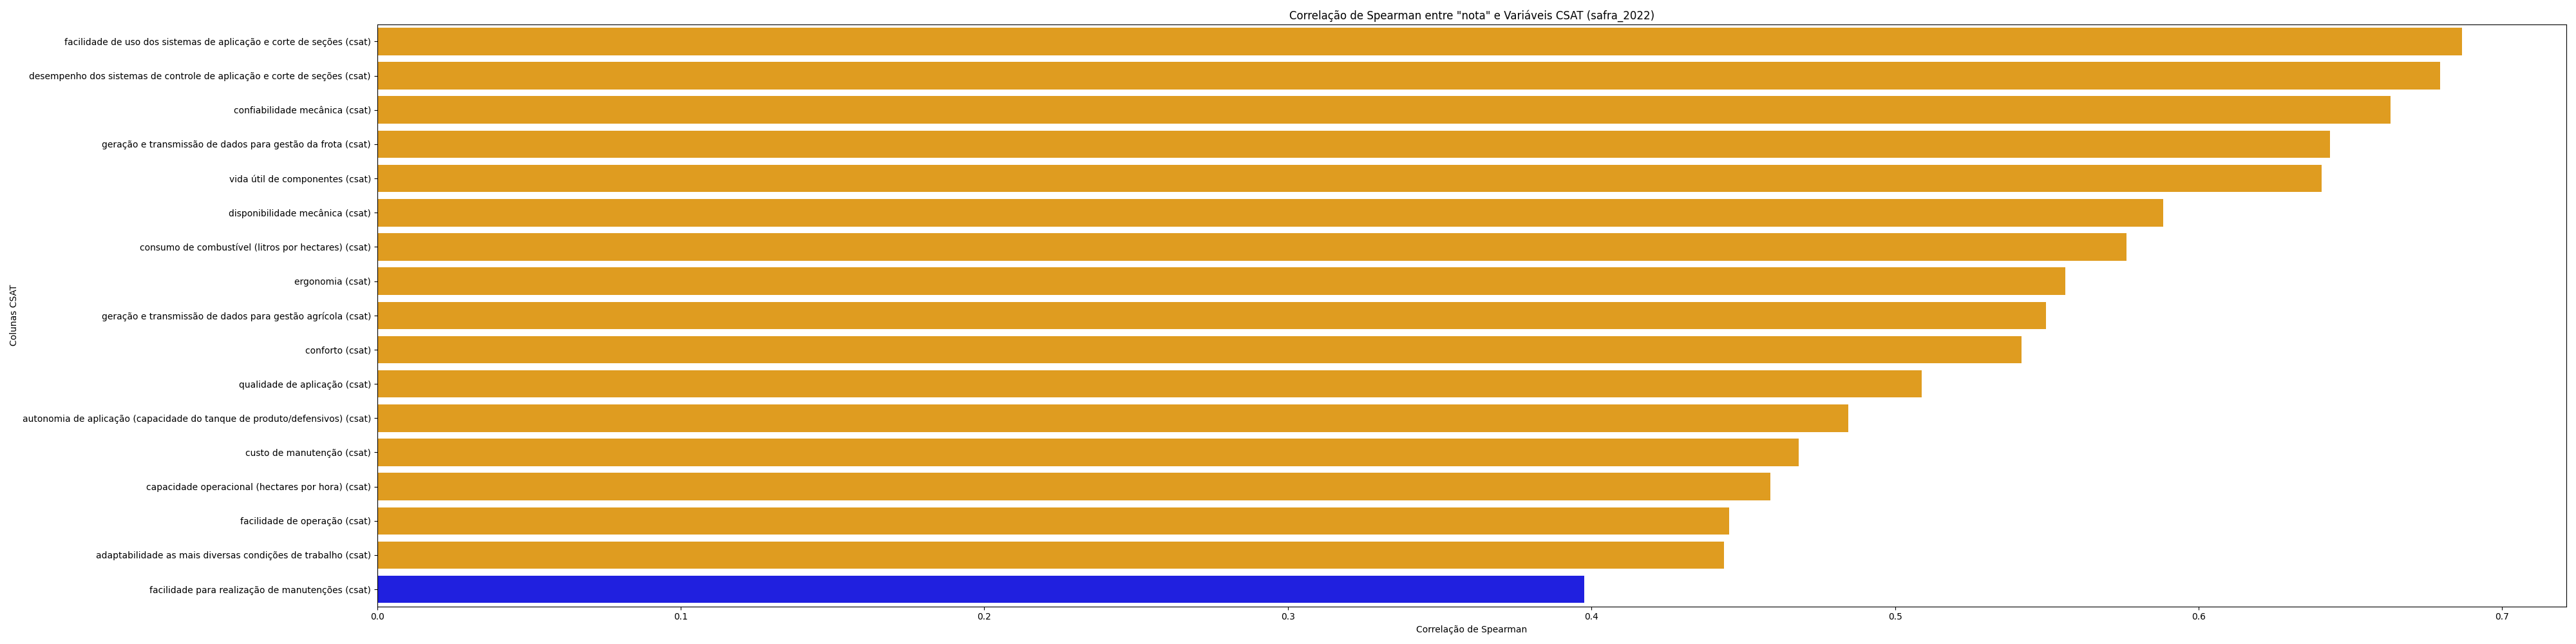 Correlação de Spearman entre "nota" e Variáveis CSAT (safra_2022)
Colunas CSAT
facilidade de uso dos sistemas de aplicação e corte de seções (csat)
desempenho dos sistemas de controle de aplicação e corte de seções (csat)
confiabilidade mecânica (csat)
geração e transmissão de dados para gestão da frota (csat)
vida útil de componentes (csat)
disponibilidade mecânica (csat)
consumo de combustível (litros por hectares) (csat)
ergonomia (csat)
geração e transmissão de dados para gestão agrícola (csat)
conforto (csat)
qualidade de aplicação (csat)
autonomia de aplicação (capacidade do tanque de produto/defensivos) (csat)
custo de manutenção (csat)
capacidade operacional (hectares por hora) (csat)
facilidade de operação (csat)
adaptabilidade as mais diversas condições de trabalho (csat)
facilidade para realização de manutenções (csat)
0.0 0.1 0.2 0.3 0.4 0.5 0.6 0.7
Correlação de Spearman